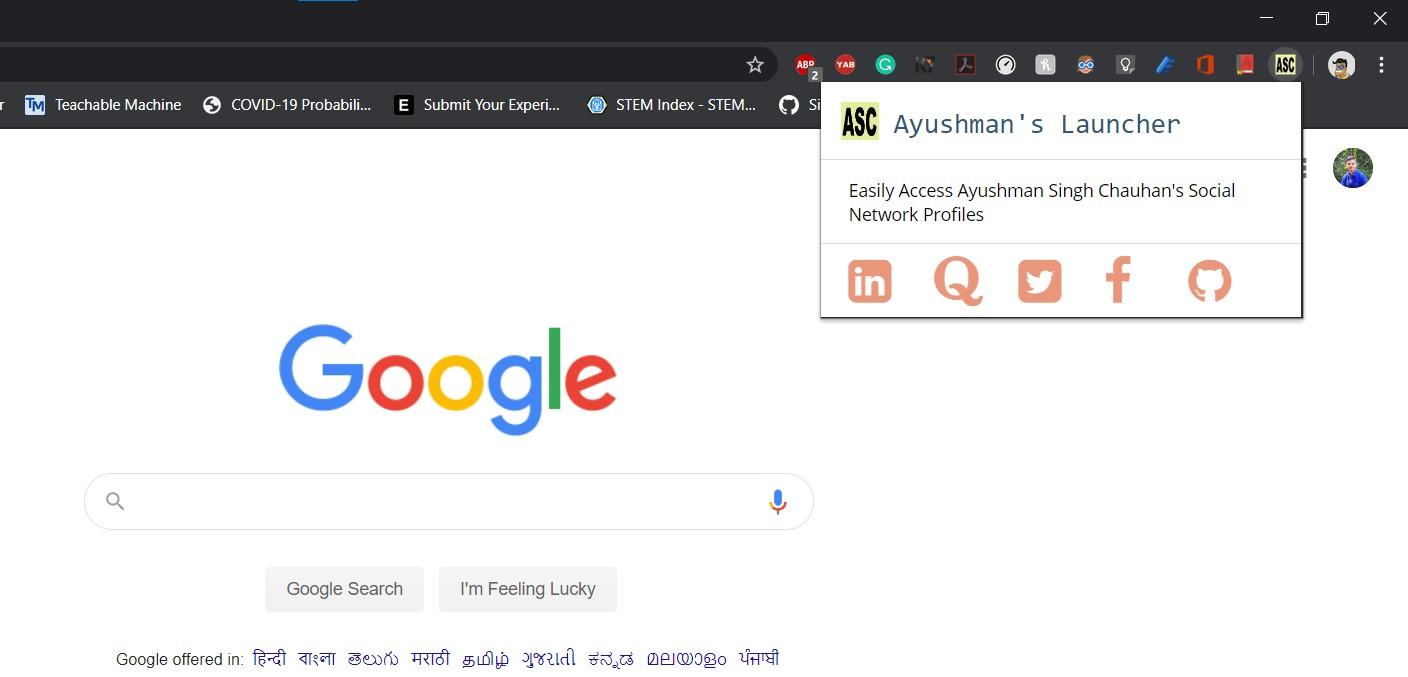 ABP
2
YAB
G
ASC
r
TM Teachable Machine
COVID-19 Probabili...
E Submit Your Experi...
STEM Index - STEM...
Si
ASC Ayushman's Launcher
Easily Access Ayushman Singh Chauhan's Social
Network Profiles
in Q f
Google
Google Search
I'm Feeling Lucky
Google offered in: हिन्दी বাংলা తెలుగు मराठी தமிழ் ગુજરાતી ಕನ್ನಡ മലയാളം ਪੰਜਾਬੀ